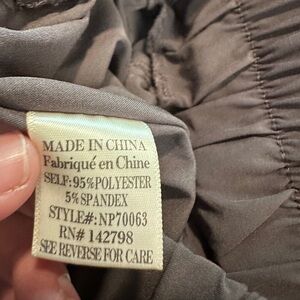 MADE IN CHINA
Fabriqué en Chine
SELF: 95% POLYESTER
5% SPANDEX
STYLE#: NP70063
RN# 142798
SEE REVERSE FOR CARE